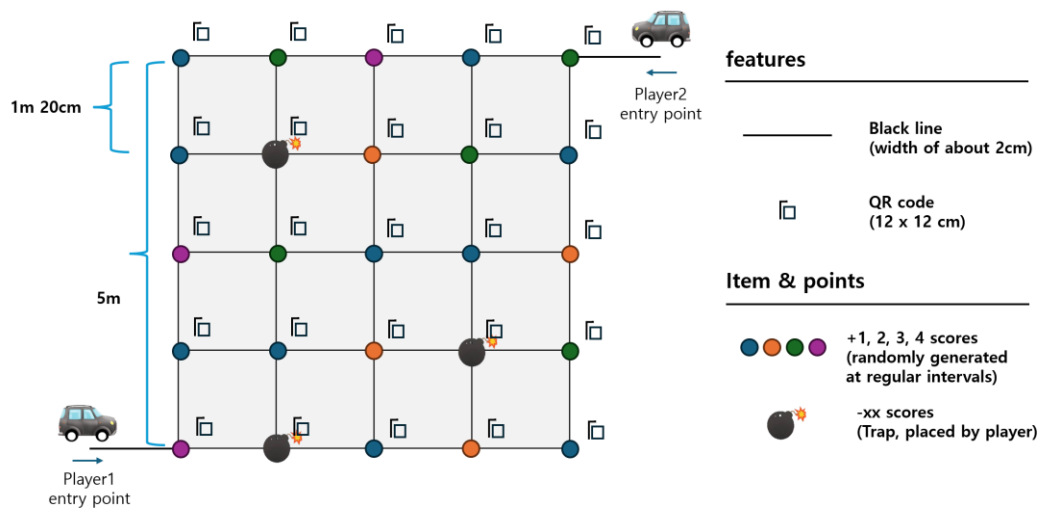 Player2
entry point
features
1m 20cm
Black line
(width of about 2cm)
QR code
(12 x 12 cm)
Item & points
5m
+1, 2, 3, 4 scores
(randomly generated
at regular intervals)
-xx scores
(Trap, placed by player)
Player1
entry point